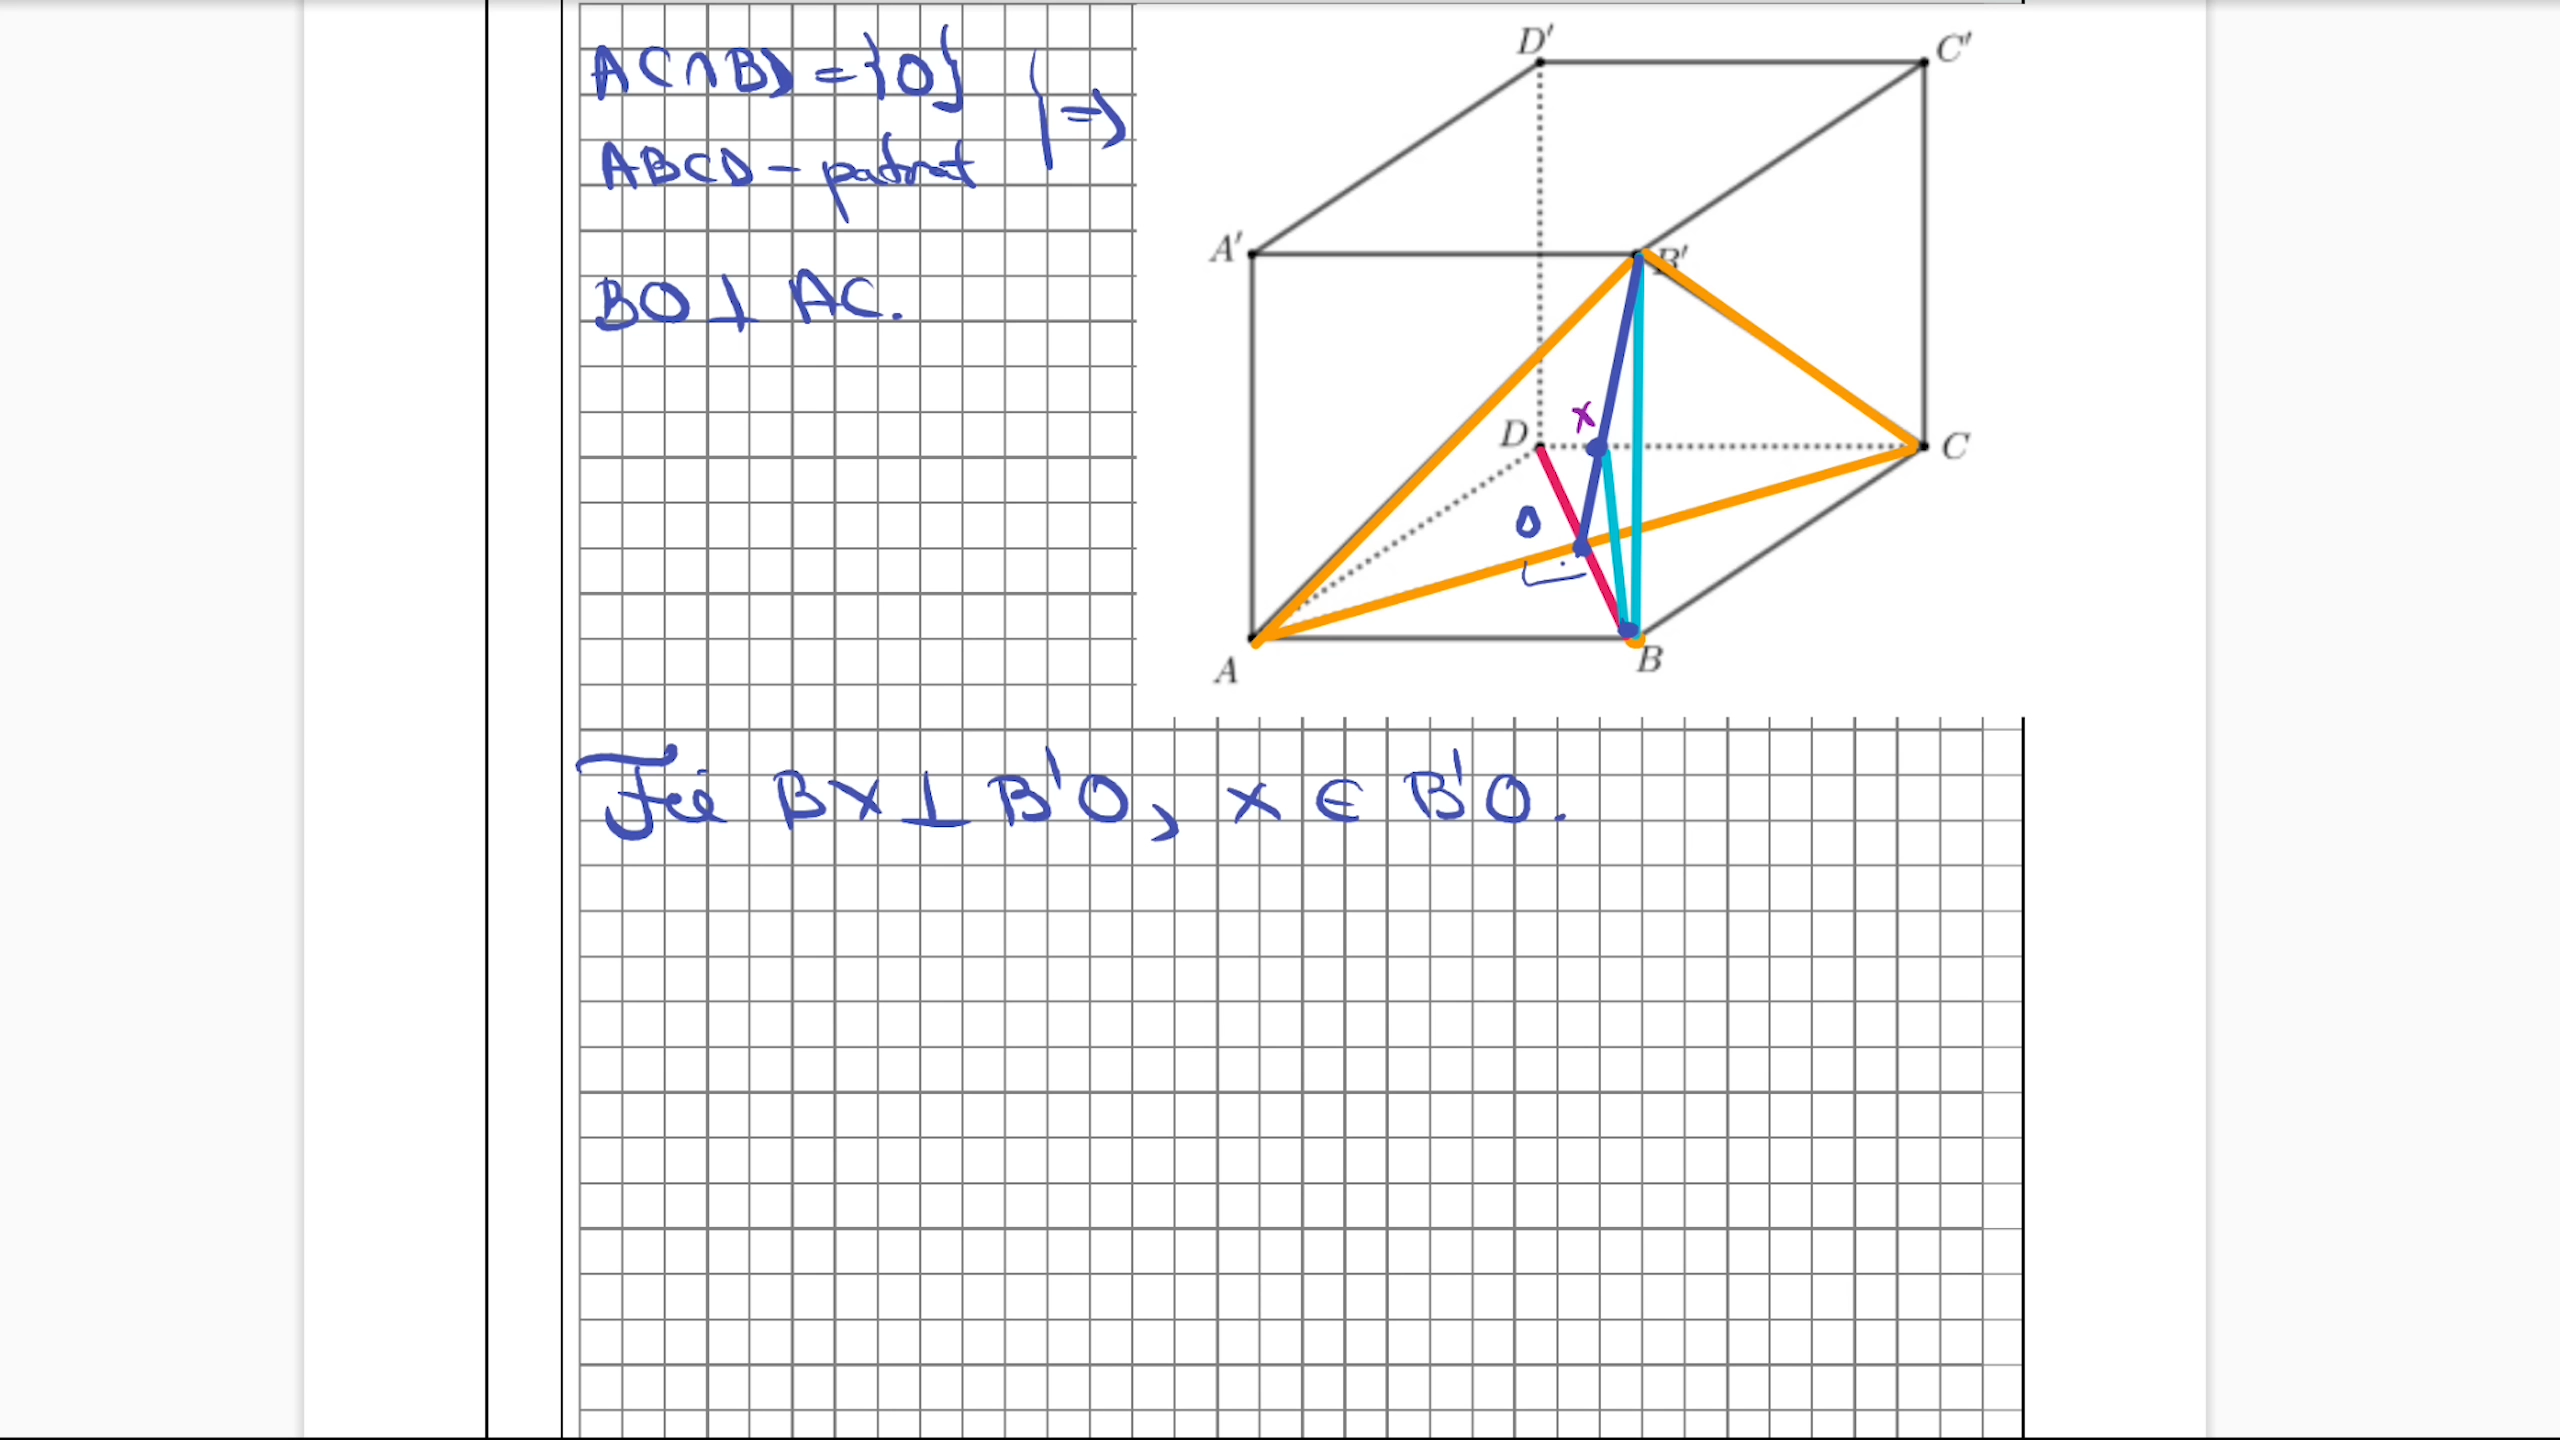 AC∩BD = {O}
ABCD – pătrat
=>
BO ⊥ AC.
D'
C'
A'
B'
x
D
C
O
A
B
Fie BX ⊥ B'O, X ∈ B'O.